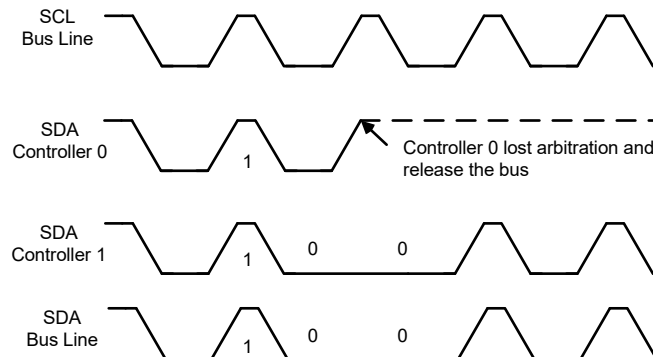 SCL
Bus Line
SDA
Controller 0
1
Controller 0 lost arbitration and
release the bus
SDA
Controller 1
1
0
0
SDA
Bus Line
1
0
0